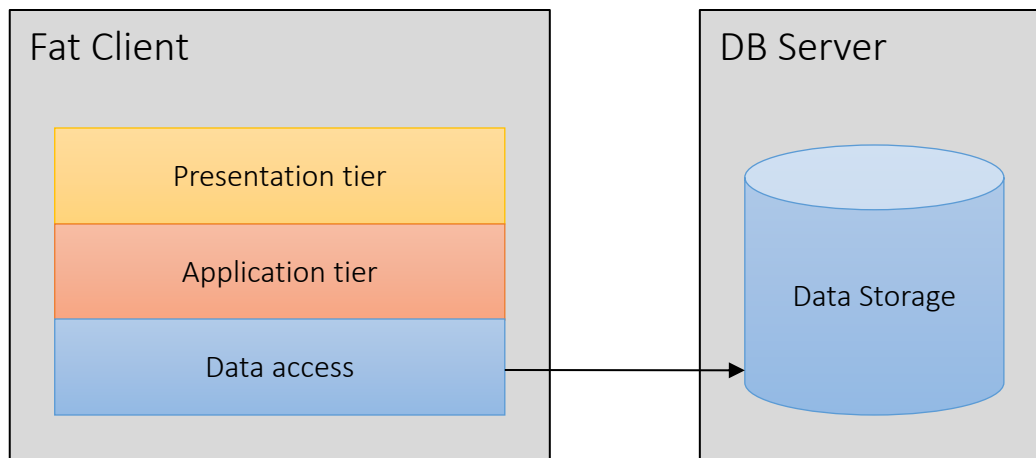 Fat Client
Presentation tier
Application tier
Data access
DB Server
Data Storage